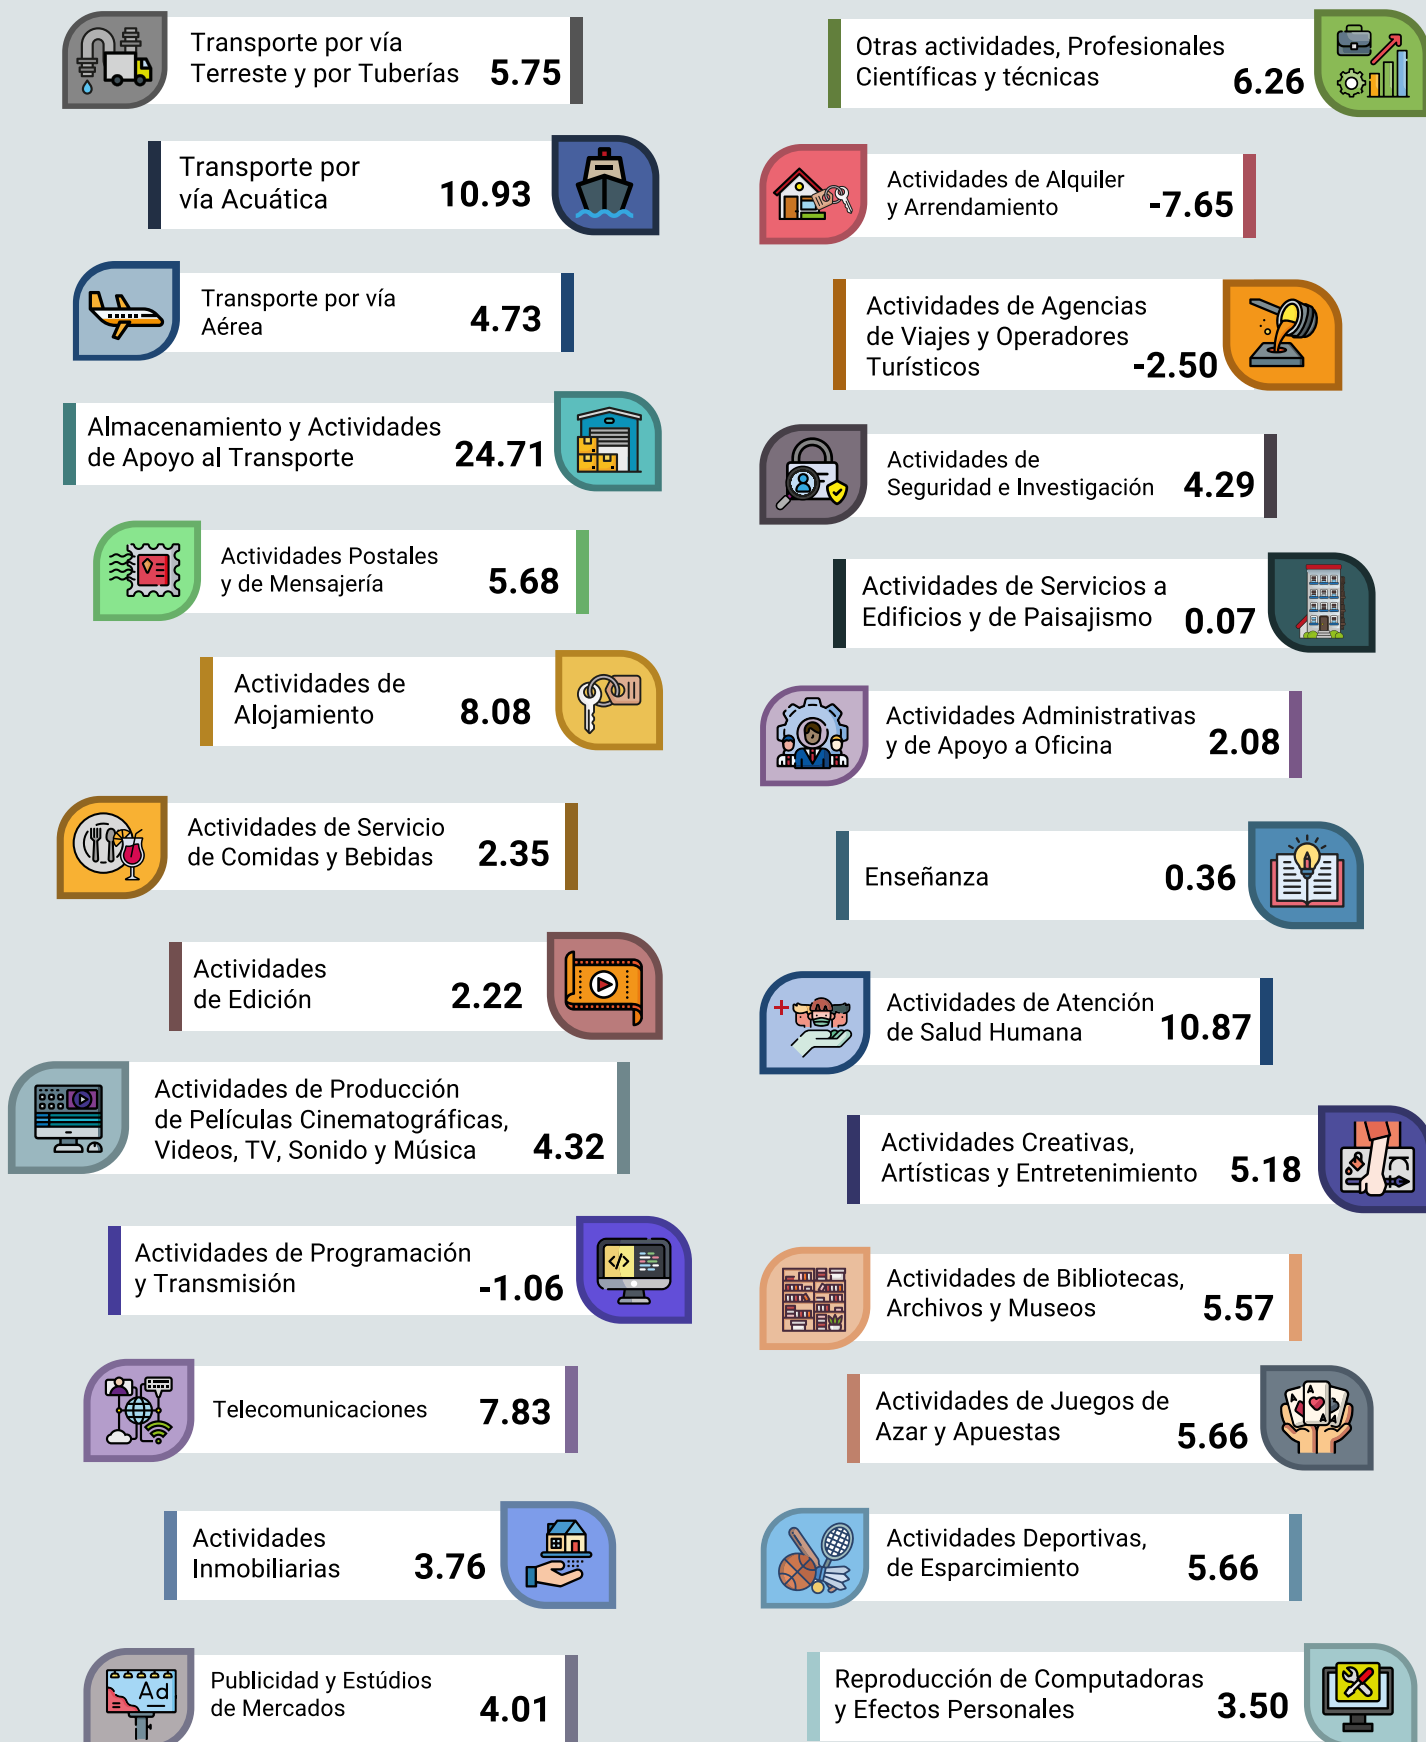 Transporte por vía
Terreste y por Tuberías 5.75
Transporte por
vía Acuática 10.93
Transporte por vía
Aérea 4.73
Almacenamiento y Actividades
de Apoyo al Transporte 24.71
Actividades Postales
y de Mensajería 5.68
Actividades de
Alojamiento 8.08
Actividades de Servicio
de Comidas y Bebidas 2.35
Actividades
de Edición 2.22
Actividades de Producción
de Películas Cinematográficas,
Videos, TV, Sonido y Música 4.32
Actividades de Programación
y Transmisión -1.06
Telecomunicaciones 7.83
Actividades
Inmobiliarias 3.76
Ad
Publicidad y Estúdios
de Mercados 4.01
Otras actividades, Profesionales
Científicas y técnicas 6.26
Actividades de Alquiler
y Arrendamiento -7.65
Actividades de Agencias
de Viajes y Operadores
Turísticos -2.50
Actividades de
Seguridad e Investigación 4.29
Actividades de Servicios a
Edificios y de Paisajismo 0.07
Actividades Administrativas
y de Apoyo a Oficina 2.08
Enseñanza 0.36
Actividades de Atención
de Salud Humana 10.87
Actividades Creativas,
Artísticas y Entretenimiento 5.18
Actividades de Bibliotecas,
Archivos y Museos 5.57
Actividades de Juegos de
Azar y Apuestas 5.66
Actividades Deportivas,
de Esparcimiento 5.66
Reproducción de Computadoras
y Efectos Personales 3.50